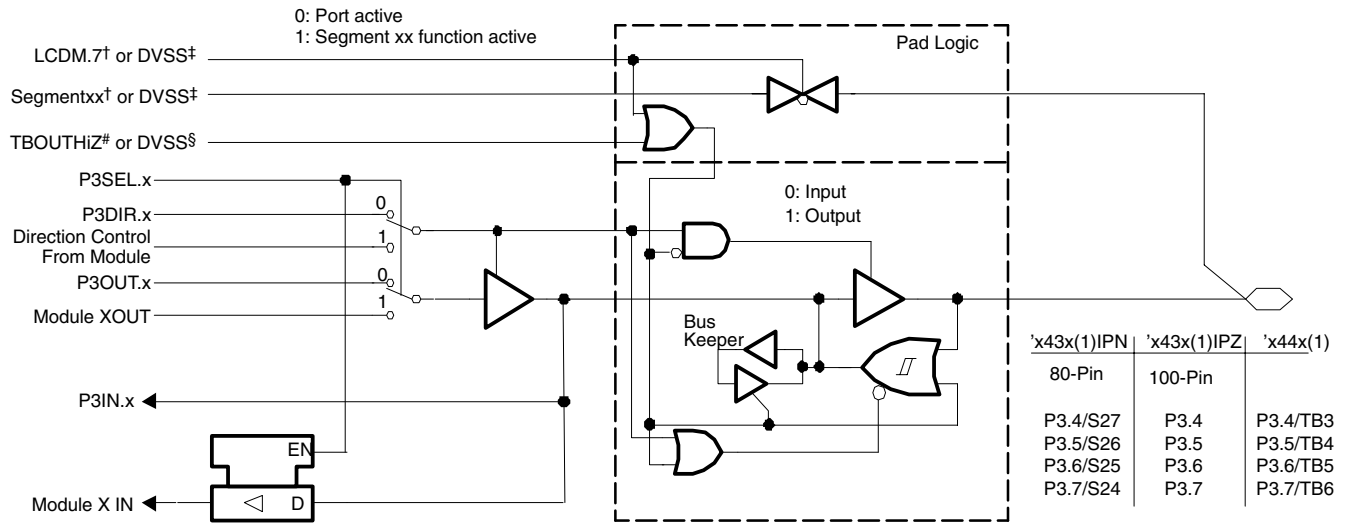 0: Port active
1: Segment xx function active
Pad Logic
LCDM.7† or DVSS‡
Segmentxx† or DVSS‡
TBOUTHiZ# or DVSS§
P3SEL.x
0: Input
1: Output
0
P3DIR.x
1
Direction Control
From Module
0
P3OUT.x
1
Module XOUT
Bus
Keeper
P3IN.x
EN
Module X IN
D
'x43x(1)IPN 'x43x(1)IPZ 'x44x(1)
80-Pin 100-Pin
P3.4/S27 P3.4 P3.4/TB3
P3.5/S26 P3.5 P3.5/TB4
P3.6/S25 P3.6 P3.6/TB5
P3.7/S24 P3.7 P3.7/TB6